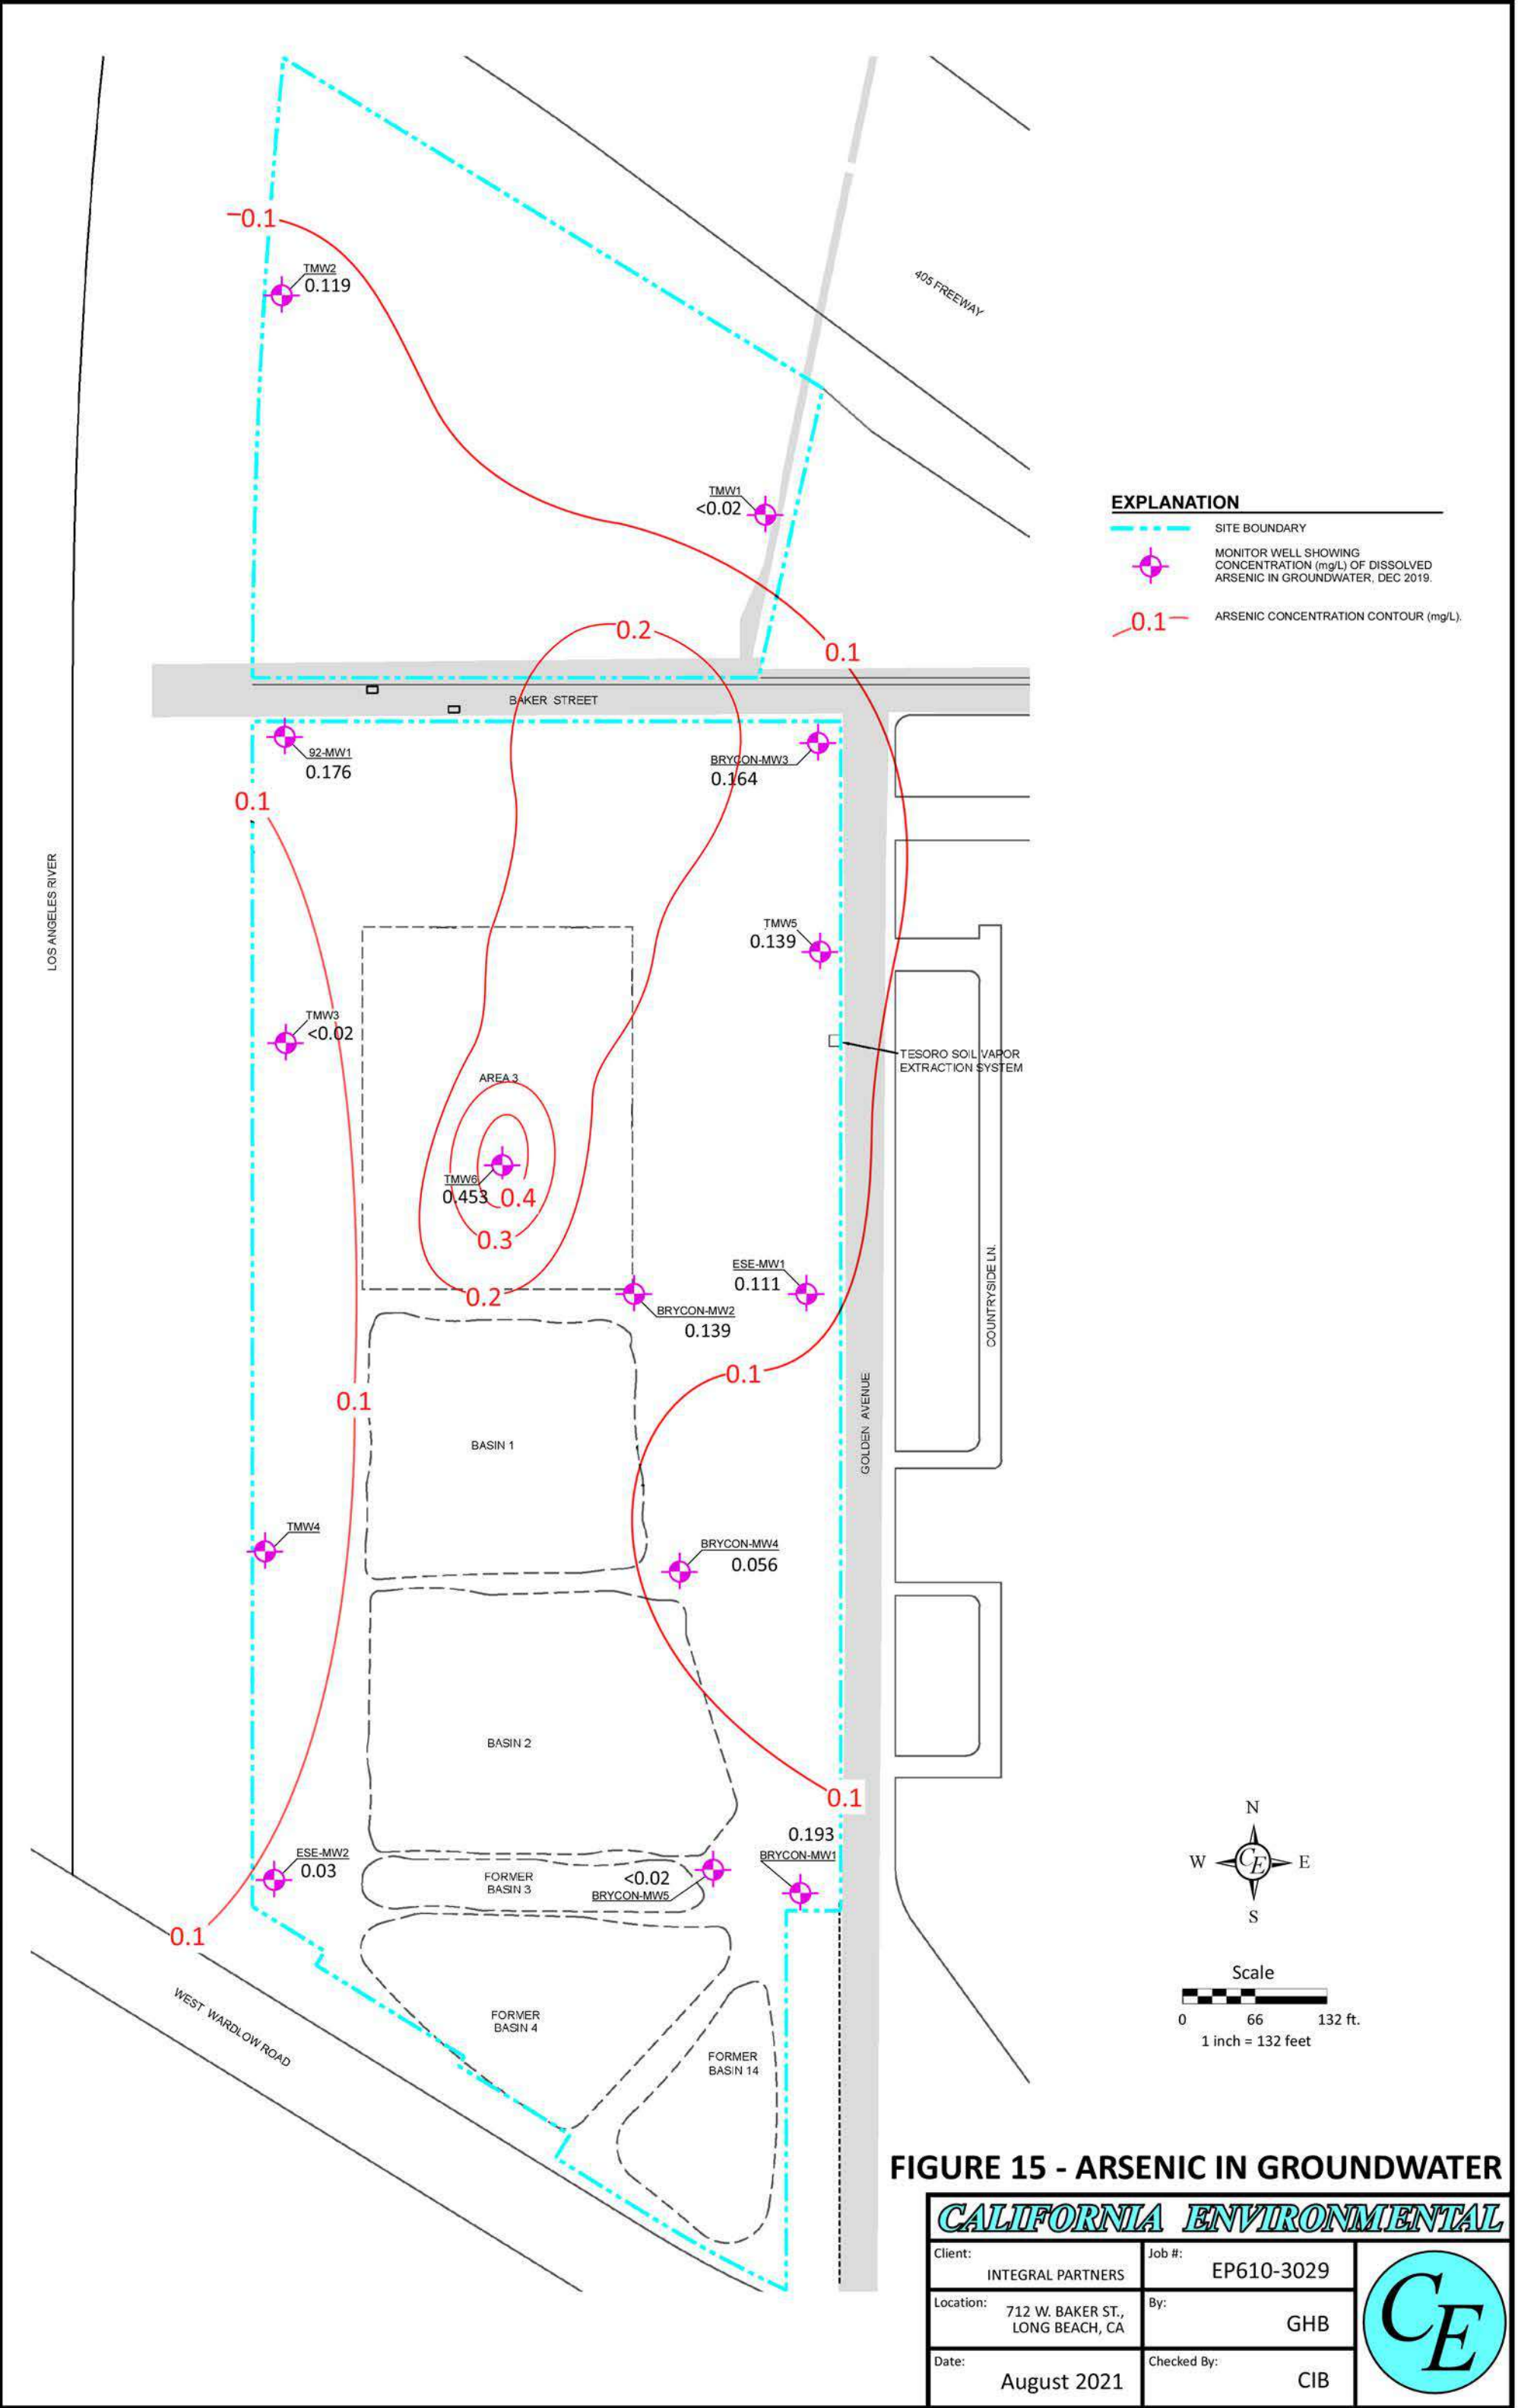 0.1
TMW2
0.119
405 FREEWAY
TMW1
<0.02
EXPLANATION
SITE BOUNDARY
MONITOR WELL SHOWING
CONCENTRATION (mg/L) OF DISSOLVED
ARSENIC IN GROUNDWATER, DEC 2019.
0.1
ARSENIC CONCENTRATION CONTOUR (mg/L).
0.2
0.1
BAKER STREET
92-MW1
0.176
BRYCON-MW3
0.164
0.1
LOS ANGELES RIVER
TMW5
0.139
TMW3
<0.02
TESORO SOIL VAPOR
EXTRACTION SYSTEM
AREA 3
TMW6
0.453
0.4
0.3
0.2
ESE-MW1
0.111
BRYCON-MW2
0.139
COUNTRYSIDE LN.
0.1
0.1
GOLDEN AVENUE
BASIN 1
TMW4
BRYCON-MW4
0.056
BASIN 2
0.1
0.193
BRYCON-MW1
ESE-MW2
0.03
FORMER
BASIN 3
<0.02
BRYCON-MW5
0.1
WEST WARDLOW ROAD
FORMER
BASIN 4
FORMER
BASIN 14
N
W CE E
S
Scale
0 66 132 ft.
1 inch = 132 feet
FIGURE 15 - ARSENIC IN GROUNDWATER
CALIFORNIA ENVIRONMENTAL
Client:
INTEGRAL PARTNERS
Job #:
EP610-3029
Location:
712 W. BAKER ST.,
LONG BEACH, CA
By:
GHB
Date:
August 2021
Checked By:
CIB
CE